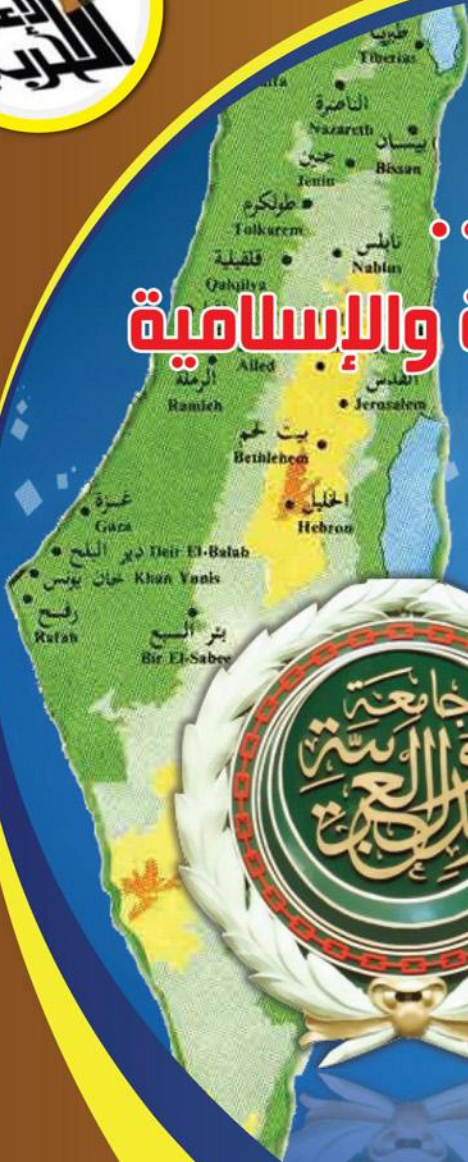 طبريا
Tiberias
الناصرة
Nazareth
بيسان
Bissan
جنين
Jenin
طولكرم
Tolkarem
نابلس
Nablus
قلقيلية
Qalqilya
والإسلامية
الرملة
Ramleh
القدس
Jerusalem
بيت لحم
Bethlehem
الخليل
Hebron
غزة
Gaza
دير البلح Deir El-Balah
خان يونس Khan Yunis
رفح
Rafah
بئر السبع
Bir El-Sabee
جامعة